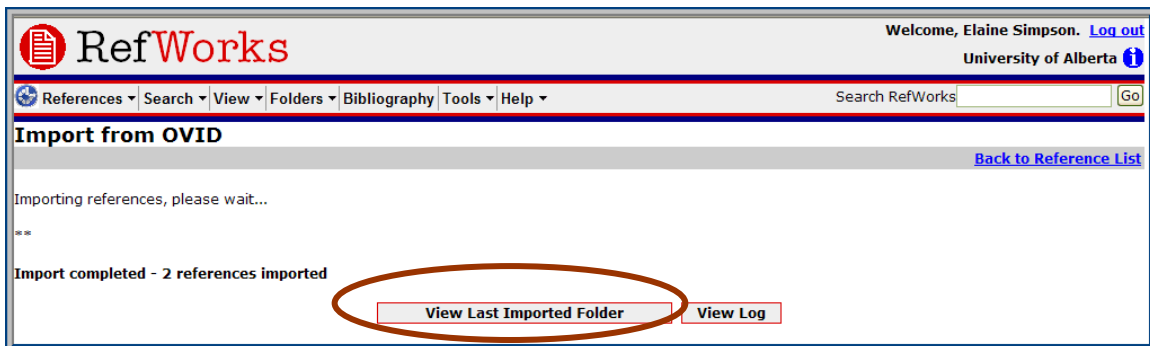 RefWorks
Welcome, Elaine Simpson. Log out
University of Alberta
References Search View Folders Bibliography Tools Help Search RefWorks Go
Import from OVID
Back to Reference List
Importing references, please wait...
**
Import completed - 2 references imported
View Last Imported Folder View Log